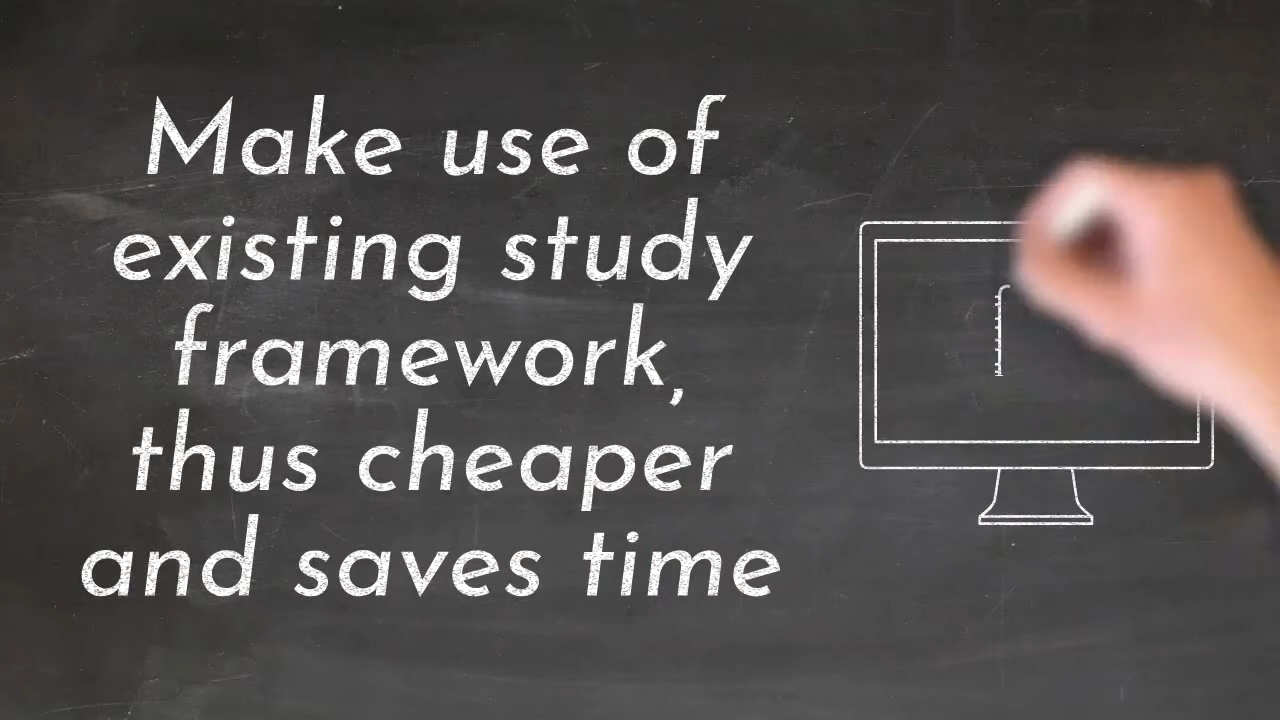 Make use of
existing study
framework,
thus cheaper
and saves time